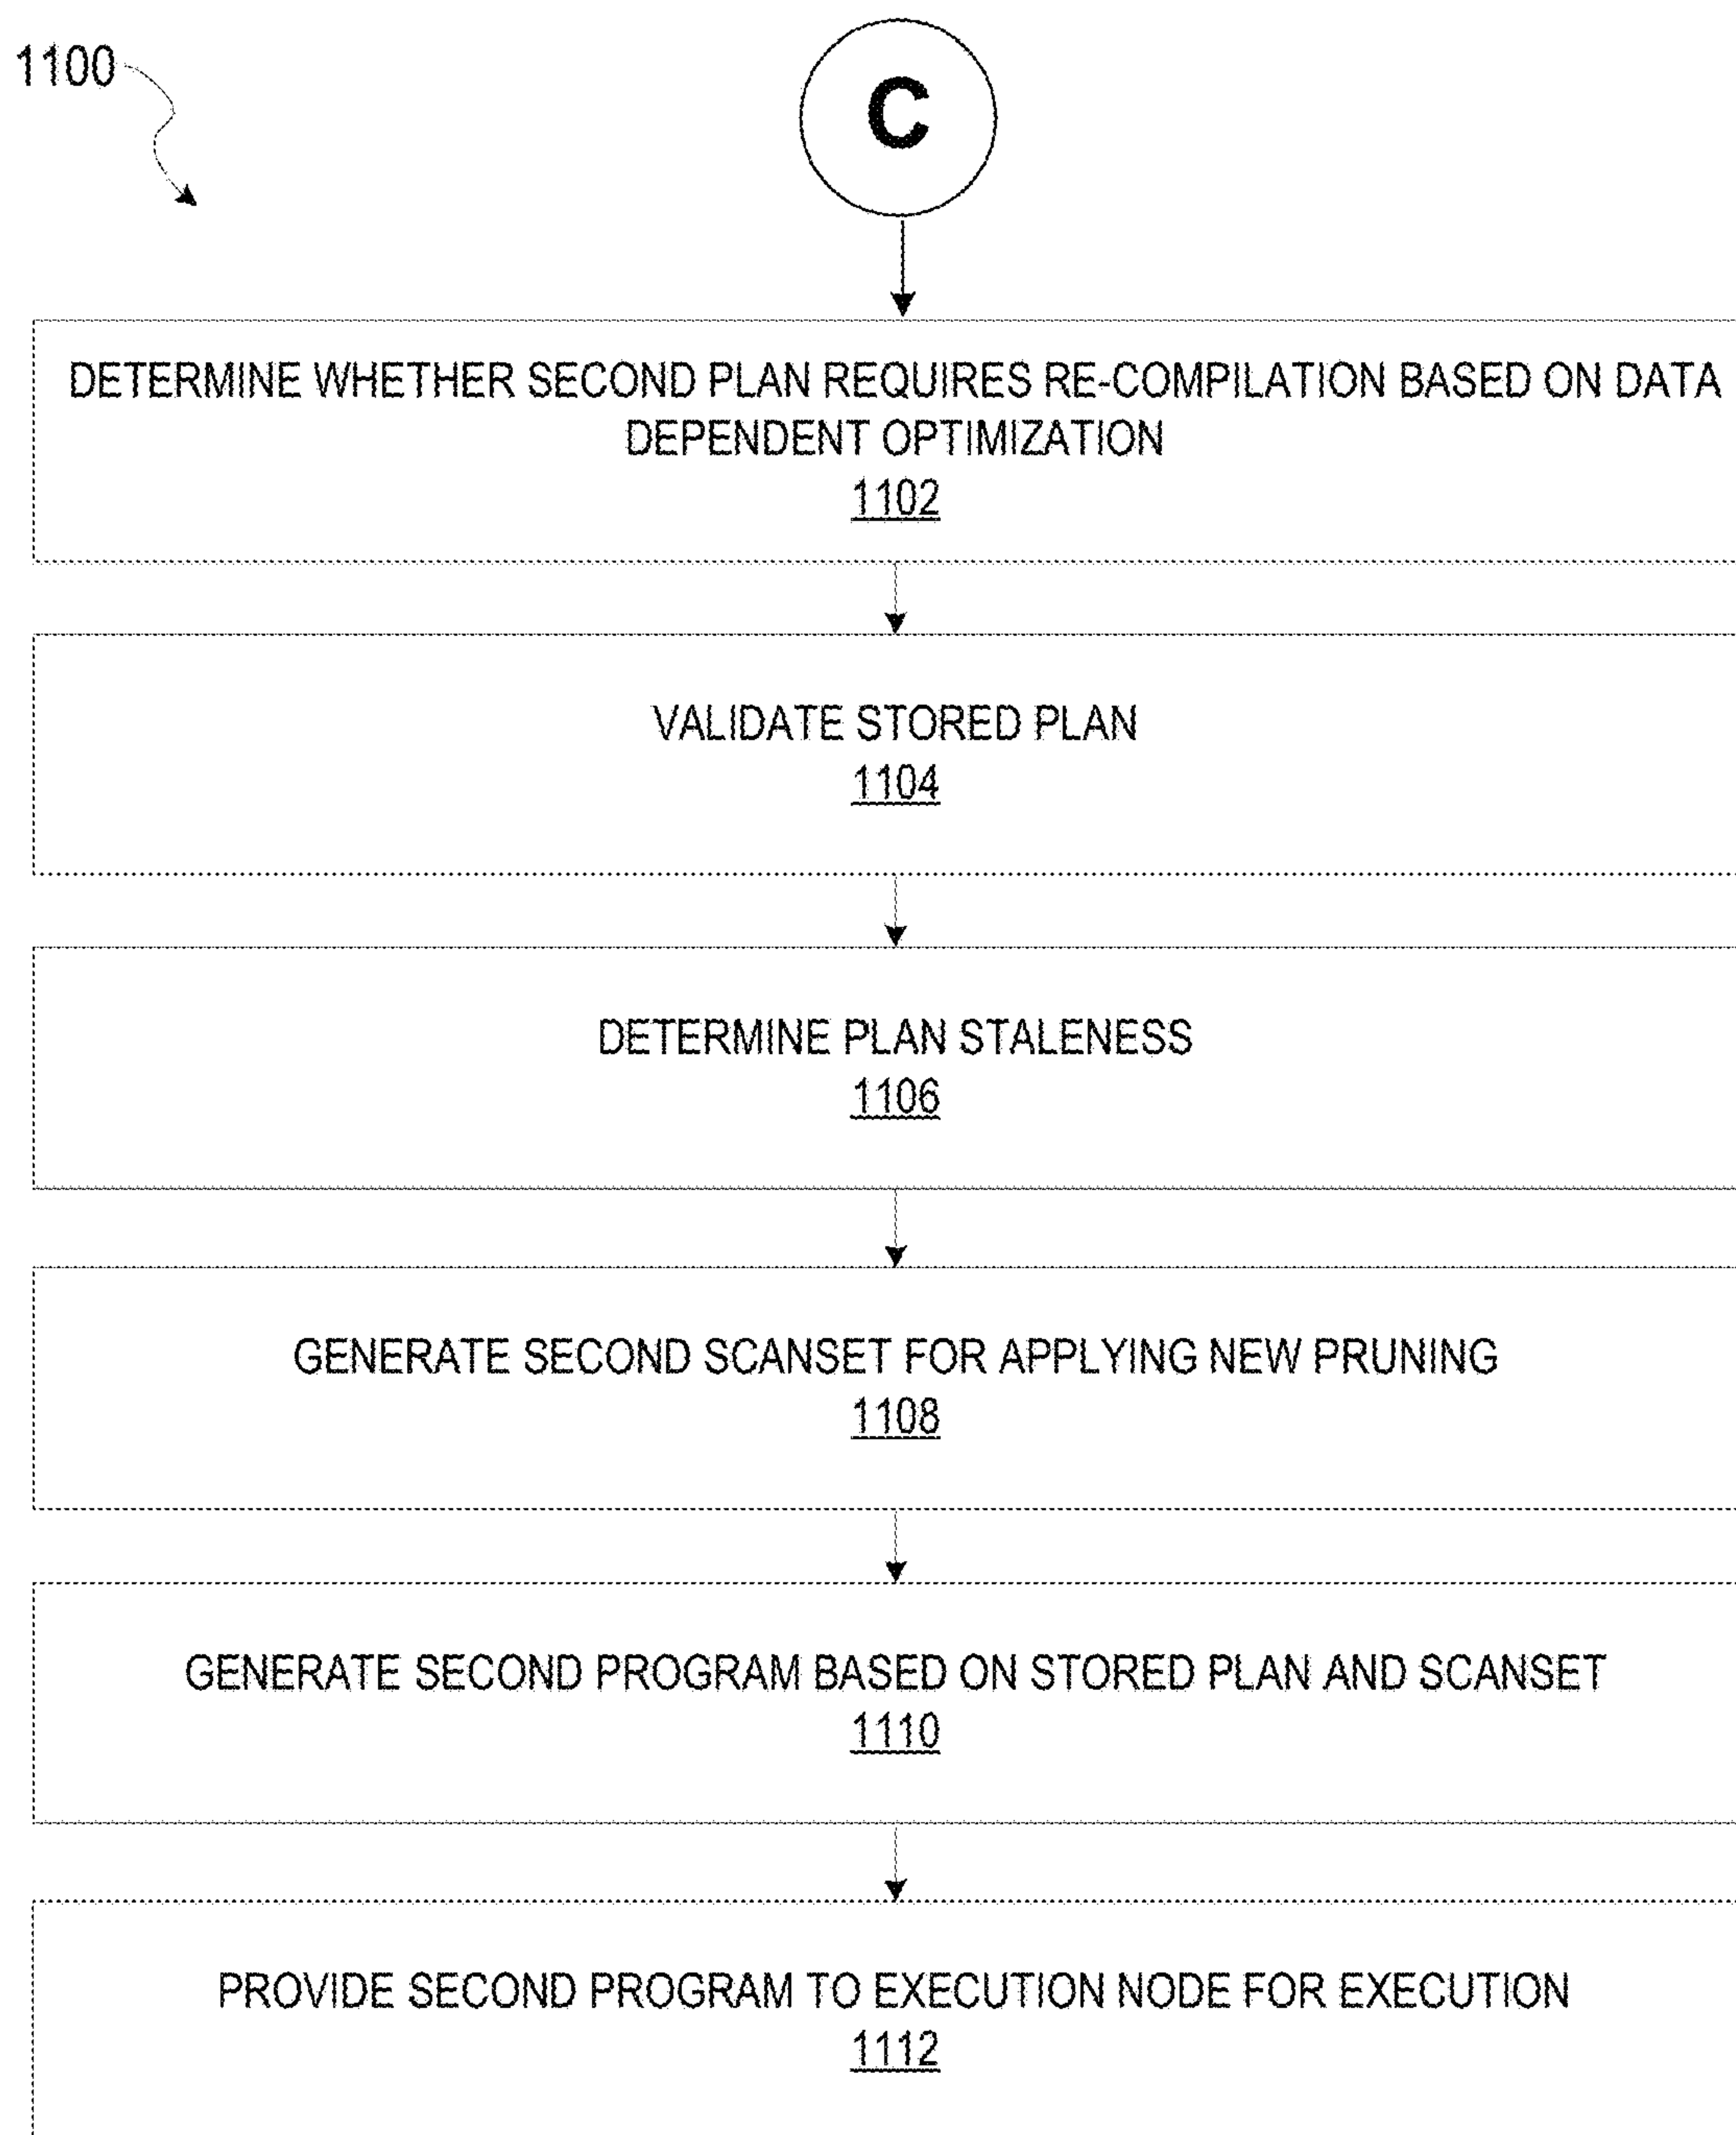 1100
C
DETERMINE WHETHER SECOND PLAN REQUIRES RE-COMPILATION BASED ON DATA
DEPENDENT OPTIMIZATION
1102
VALIDATE STORED PLAN
1104
DETERMINE PLAN STALENESS
1106
GENERATE SECOND SCANSET FOR APPLYING NEW PRUNING
1108
GENERATE SECOND PROGRAM BASED ON STORED PLAN AND SCANSET
1110
PROVIDE SECOND PROGRAM TO EXECUTION NODE FOR EXECUTION
1112